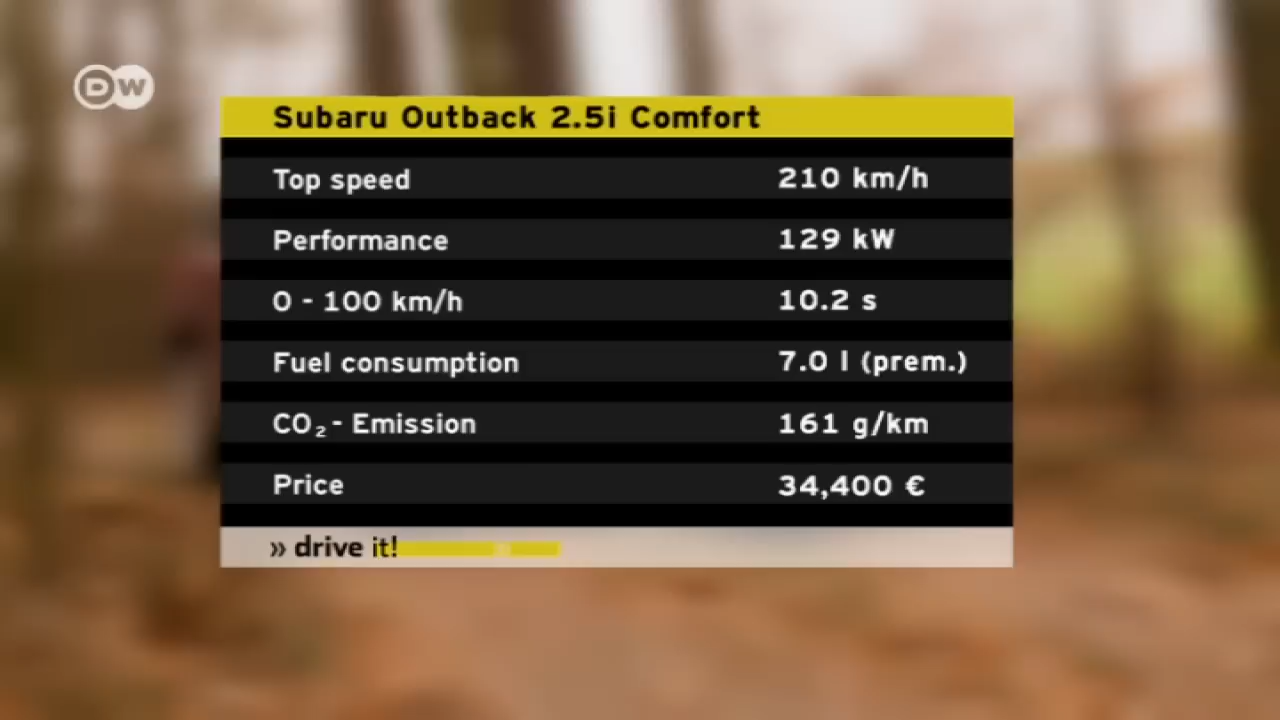 DW
Subaru Outback 2.5i Comfort
Top speed 210 km/h
Performance 129 kW
0 - 100 km/h 10.2 s
Fuel consumption 7.0 l (prem.)
CO₂ - Emission 161 g/km
Price 34,400 €
» drive it!